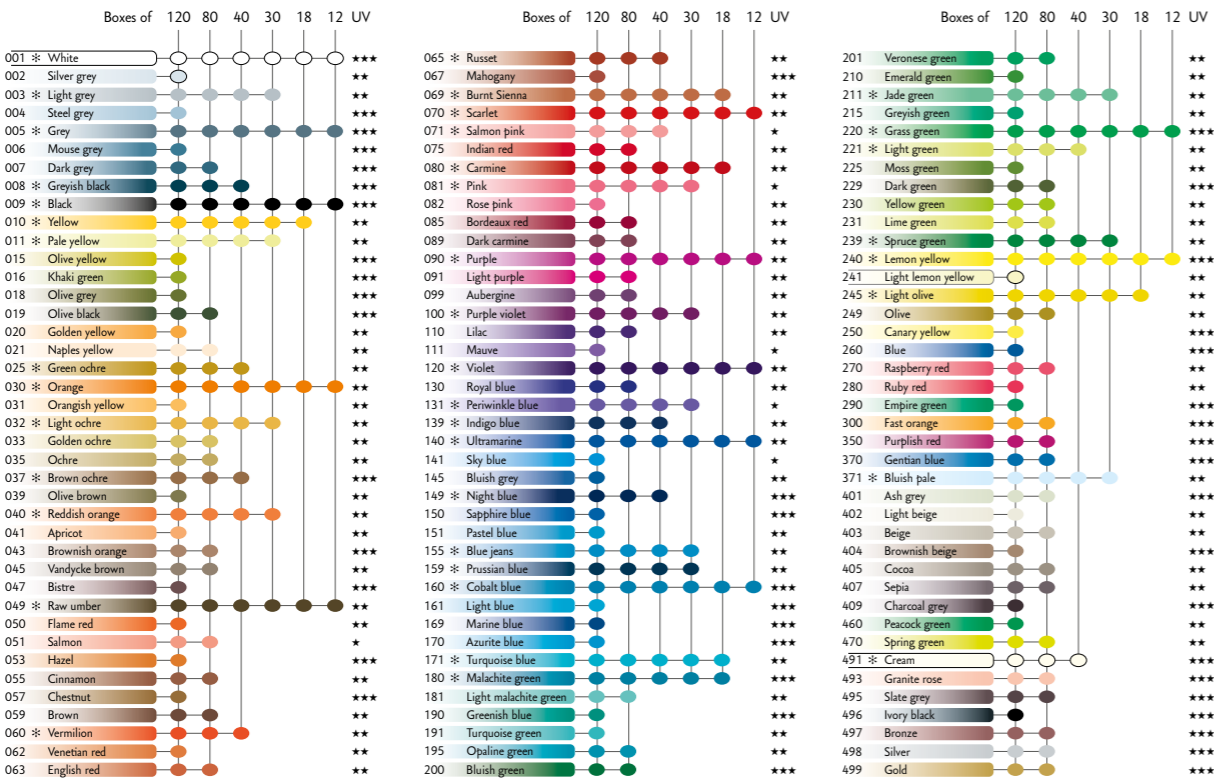 Boxes of 120 80 40 30 18 12 UV
001 * White ★★★
002 Silver grey ★★
003 * Light grey ★★
004 Steel grey ★★★
005 * Grey ★★★
006 Mouse grey ★★★
007 Dark grey ★★★
008 * Greyish black ★★★
009 * Black ★★★
010 * Yellow ★★
011 * Pale yellow ★★
015 Olive yellow ★★★
016 Khaki green ★★★
018 Olive grey ★★★
019 Olive black ★★★
020 Golden yellow ★★
021 Naples yellow ★★
025 * Green ochre ★★
030 * Orange ★★
031 Orangish yellow ★★
032 * Light ochre ★★
033 Golden ochre ★★
035 Ochre ★★
037 * Brown ochre ★★★
039 Olive brown ★★
040 * Reddish orange ★★
041 Apricot ★★
043 Brownish orange ★★★
045 Vandycke brown ★★
047 Bistre ★★★
049 * Raw umber ★★
050 Flame red ★★
051 Salmon ★
053 Hazel ★★★
055 Cinnamon ★★
057 Chestnut ★★★
059 Brown ★★
060 * Vermilion ★★
062 Venetian red ★★
063 English red ★★
Boxes of 120 80 40 30 18 12 UV
065 * Russet ★★
067 Mahogany ★★★
069 * Burnt Sienna ★★
070 * Scarlet ★★
071 * Salmon pink ★
075 Indian red ★★
080 * Carmine ★★
081 * Pink ★
082 Rose pink ★★
085 Bordeaux red ★★
089 Dark carmine ★★
090 * Purple ★★
091 Light purple ★★
099 Aubergine ★★
100 * Purple violet ★★
110 Lilac ★★
111 Mauve ★
120 * Violet ★★
130 Royal blue ★★
131 * Periwinkle blue ★
139 * Indigo blue ★★
140 * Ultramarine ★★
141 Sky blue ★
145 Bluish grey ★★
149 * Night blue ★★★
150 Sapphire blue ★★★
151 Pastel blue ★★
155 * Blue jeans ★★
159 * Prussian blue ★★
160 * Cobalt blue ★★★
161 Light blue ★★★
169 Marine blue ★★★
170 Azurite blue ★★★
171 * Turquoise blue ★★
180 * Malachite green ★★★
181 Light malachite green ★★
190 Greenish blue ★★★
191 Turquoise green ★★
195 Opaline green ★★
200 Bluish green ★★★
Boxes of 120 80 40 30 18 12 UV
201 Veronese green ★★
210 Emerald green ★★
211 * Jade green ★★
215 Greyish green ★★
220 * Grass green ★★★
221 * Light green ★★
225 Moss green ★★
229 Dark green ★★★
230 Yellow green ★★
231 Lime green ★★
239 * Spruce green ★★
240 * Lemon yellow ★★★
241 Light lemon yellow ★★
245 * Light olive ★★
249 Olive ★★
250 Canary yellow ★★★
260 Blue ★★★
270 Raspberry red ★★
280 Ruby red ★★
290 Empire green ★★★
300 Fast orange ★★★
350 Purplish red ★★★
370 Gentian blue ★★★
371 * Bluish pale ★★
401 Ash grey ★★★
402 Light beige ★★
403 Beige ★★
404 Brownish beige ★★★
405 Cocoa ★★
407 Sepia ★★
409 Charcoal grey ★★★
460 Peacock green ★★
470 Spring green ★★
491 * Cream ★★★
493 Granite rose ★★★
495 Slate grey ★★★
496 Ivory black ★★★
497 Bronze ★★★
498 Silver ★★★
499 Gold ★★★